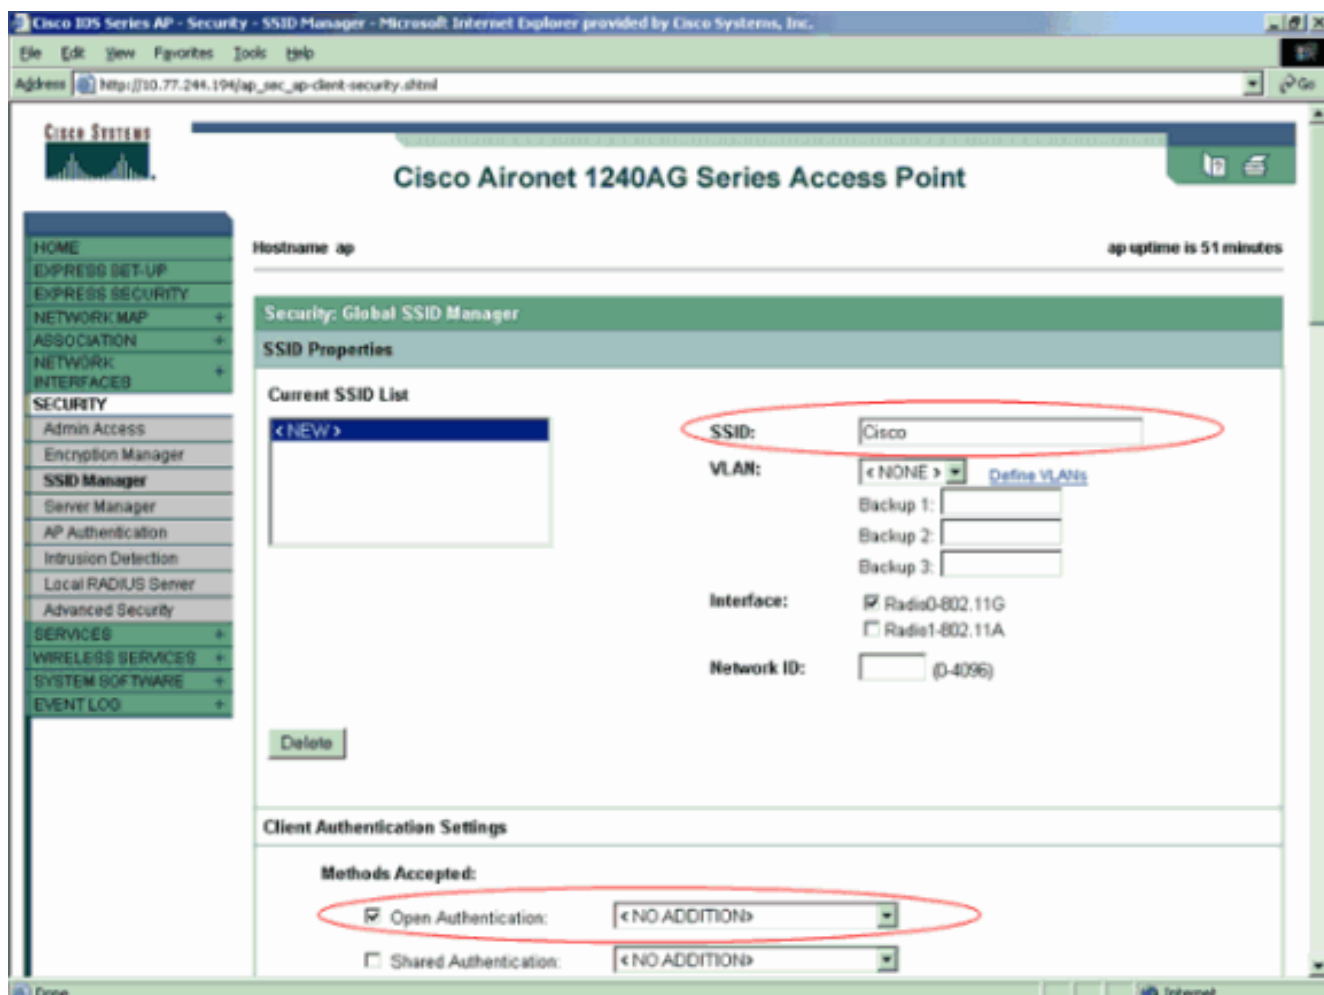 Cisco IOS Series AP - Security - SSID Manager - Microsoft Internet Explorer provided by Cisco Systems, Inc.
File Edit View Favorites Tools Help
Address http://10.77.244.194/ap_sec_ap-client-security.shtml Go
CISCO SYSTEMS
Cisco Aironet 1240AG Series Access Point
Hostname ap
ap uptime is 51 minutes
HOME
EXPRESS SET-UP
EXPRESS SECURITY
NETWORK MAP +
ASSOCIATION +
NETWORK
INTERFACES +
SECURITY
Admin Access
Encryption Manager
SSID Manager
Server Manager
AP Authentication
Intrusion Detection
Local RADIUS Server
Advanced Security
SERVICES +
WIRELESS SERVICES +
SYSTEM SOFTWARE +
EVENT LOG +
Security: Global SSID Manager
SSID Properties
Current SSID List
< NEW >
SSID: Cisco
VLAN: < NONE > Define VLANs
Backup 1:
Backup 2:
Backup 3:
Interface: Radio0-802.11G
Radio1-802.11A
Network ID: (0-4096)
Delete
Client Authentication Settings
Methods Accepted:
Open Authentication: < NO ADDITION>
Shared Authentication: < NO ADDITION>
Done
Internet